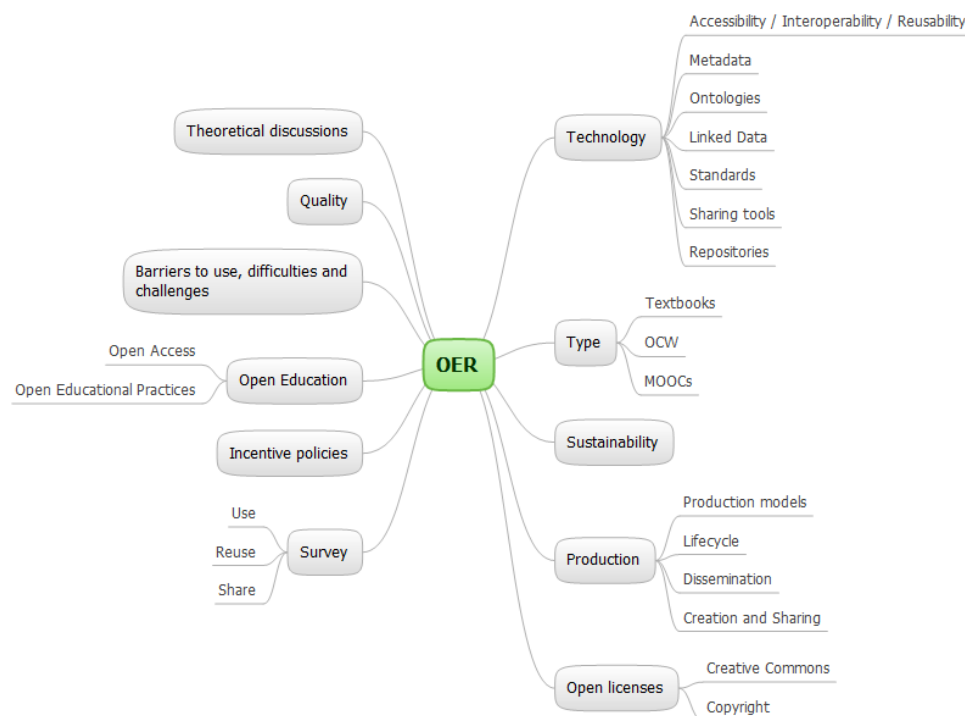 OER
Theoretical discussions
Quality
Barriers to use, difficulties and
challenges
Open Education
Open Access
Open Educational Practices
Incentive policies
Survey
Use
Reuse
Share
Technology
Accessibility / Interoperability / Reusability
Metadata
Ontologies
Linked Data
Standards
Sharing tools
Repositories
Type
Textbooks
OCW
MOOCs
Sustainability
Production
Production models
Lifecycle
Dissemination
Creation and Sharing
Open licenses
Creative Commons
Copyright